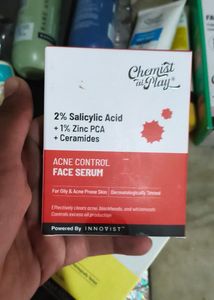 Chemist
at Play
2% Salicylic Acid
+ 1% Zinc PCA
+ Ceramides
ACNE CONTROL
FACE SERUM
For Oily & Acne Prone Skin | Dermatologically Tested
Effectively clears acne, blackheads, and whiteheads
Controls excess oil production
Powered By INNOVIST